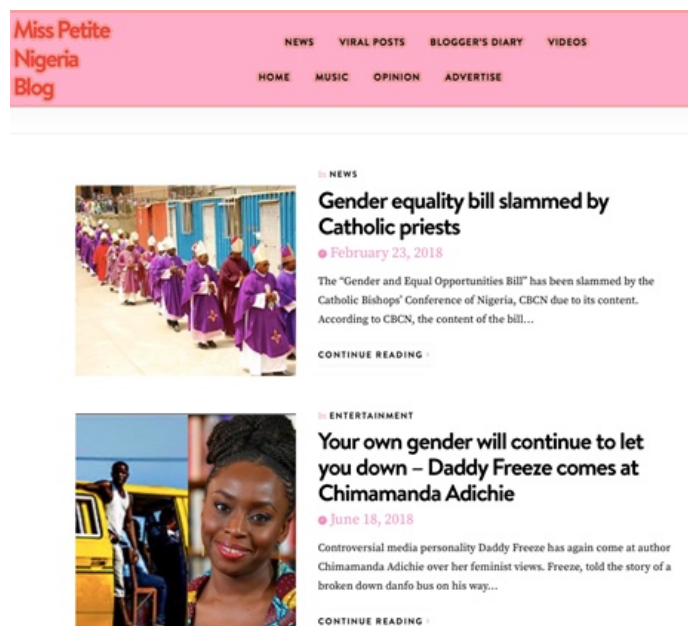 Miss Petite
Nigeria
Blog
NEWS VIRAL POSTS BLOGGER'S DIARY VIDEOS
HOME MUSIC OPINION ADVERTISE
in NEWS
Gender equality bill slammed by
Catholic priests
February 23, 2018
The “Gender and Equal Opportunities Bill” has been slammed by the
Catholic Bishops’ Conference of Nigeria, CBCN due to its content.
According to CBCN, the content of the bill…
CONTINUE READING
in ENTERTAINMENT
Your own gender will continue to let
you down – Daddy Freeze comes at
Chimamanda Adichie
June 18, 2018
Controversial media personality Daddy Freeze has again come at author
Chimamanda Adichie over her feminist views. Freeze, told the story of a
broken down danfo bus on his way…
CONTINUE READING